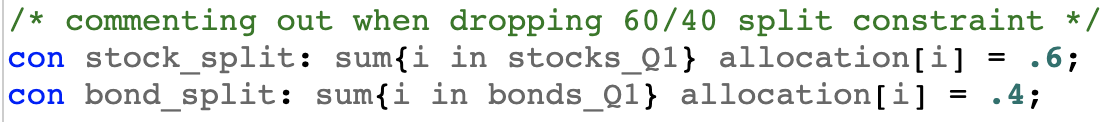 /* commenting out when dropping 60/40 split constraint */
con stock_split: sum{i in stocks_Q1} allocation[i] = .6;
con bond_split: sum{i in bonds_Q1} allocation[i] = .4;